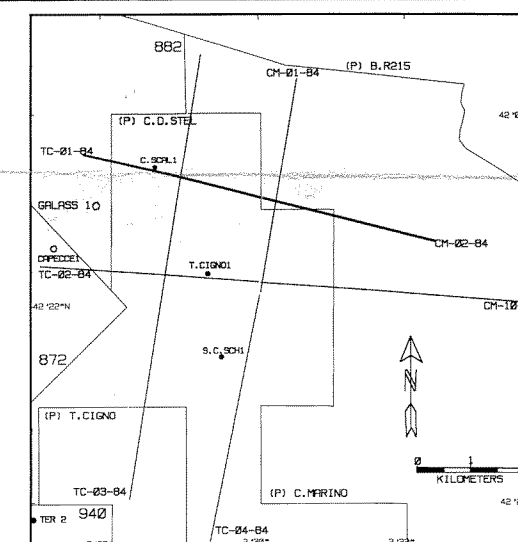 882
CM-01-84
(P) B.R215
(P) C.D.STEL
TC-01-84
C.SCAL1
GALASS 1
CM-02-84
CAPECCE1
T.CIGNO1
TC-02-84
42°22'N
CM-10
S.C.SCH1
872
N
(P) T.CIGNO
0 1
KILOMETERS
TC-03-84
(P) C.MARINO
TER 2
940
TC-04-84